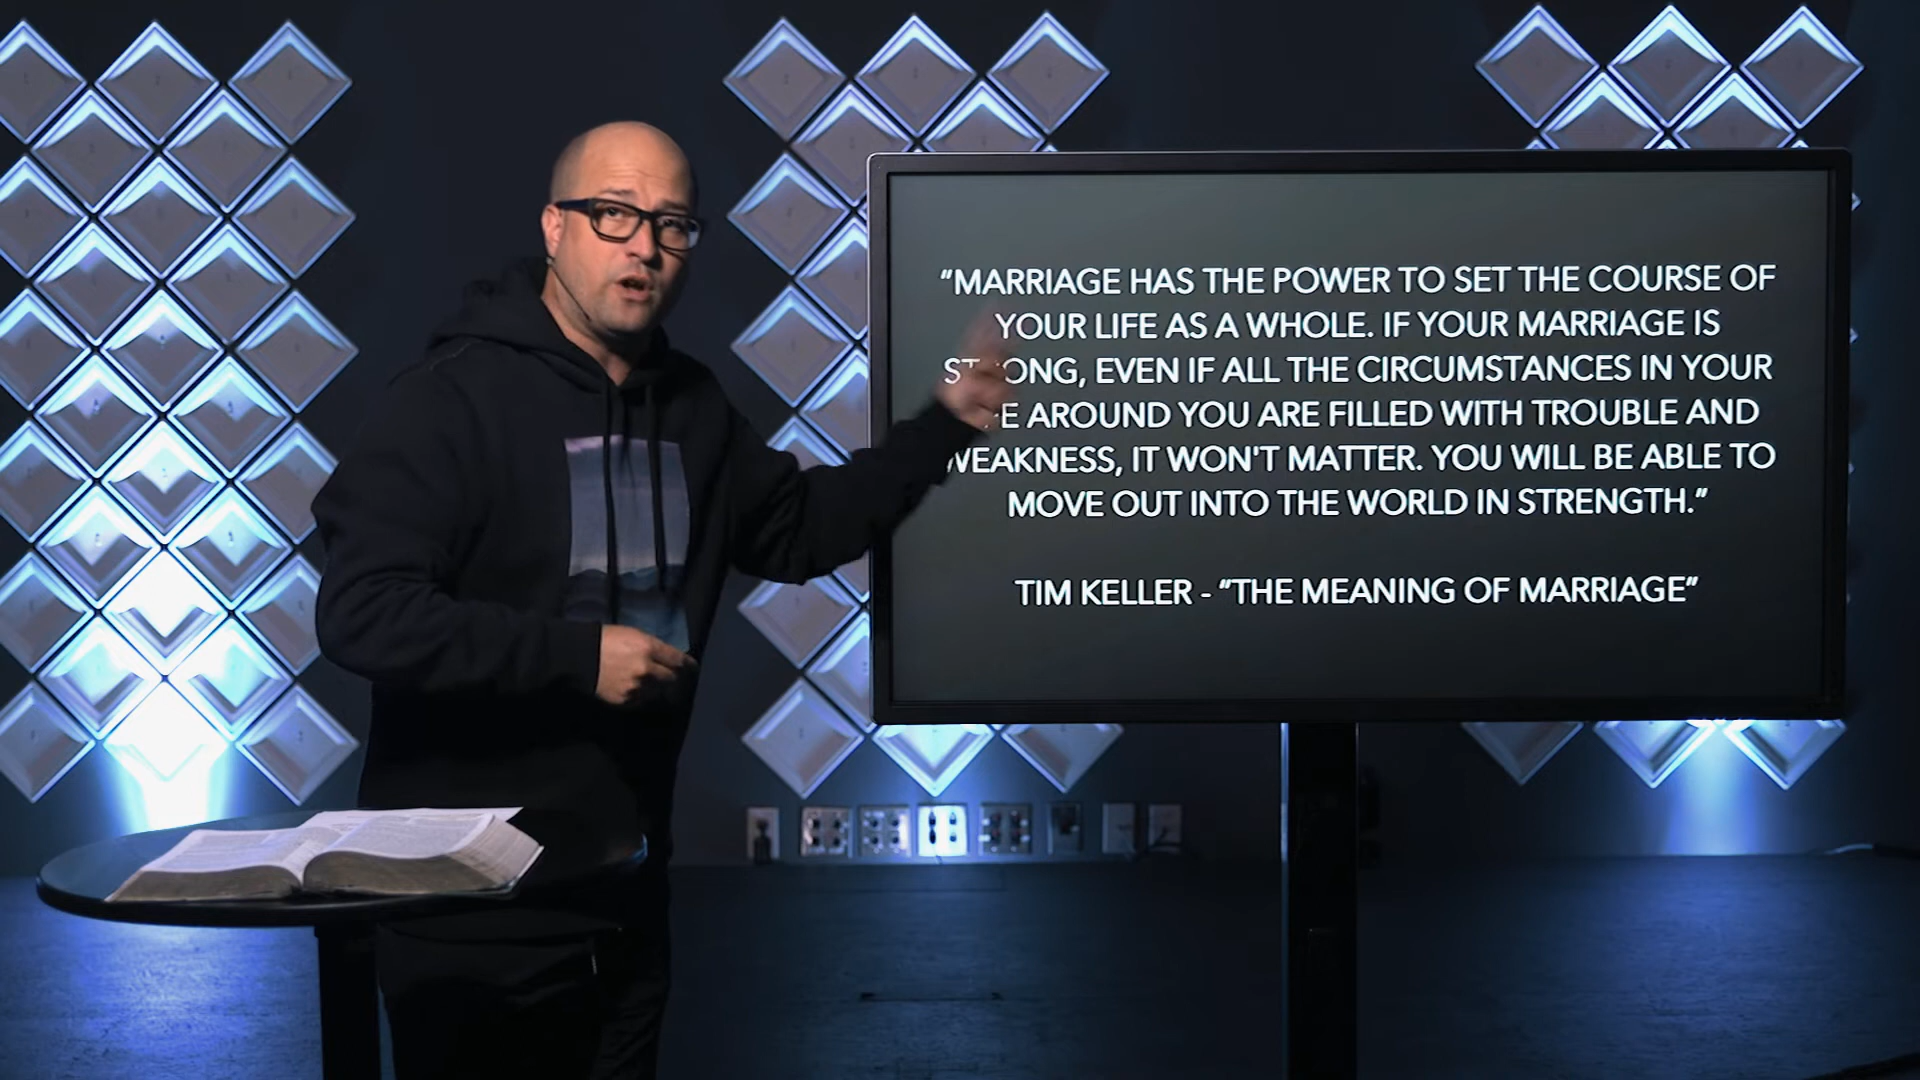 "MARRIAGE HAS THE POWER TO SET THE COURSE OF
YOUR LIFE AS A WHOLE. IF YOUR MARRIAGE IS
STRONG, EVEN IF ALL THE CIRCUMSTANCES IN YOUR
AROUND YOU ARE FILLED WITH TROUBLE AND
WEAKNESS, IT WON'T MATTER. YOU WILL BE ABLE TO
MOVE OUT INTO THE WORLD IN STRENGTH."
TIM KELLER - "THE MEANING OF MARRIAGE"